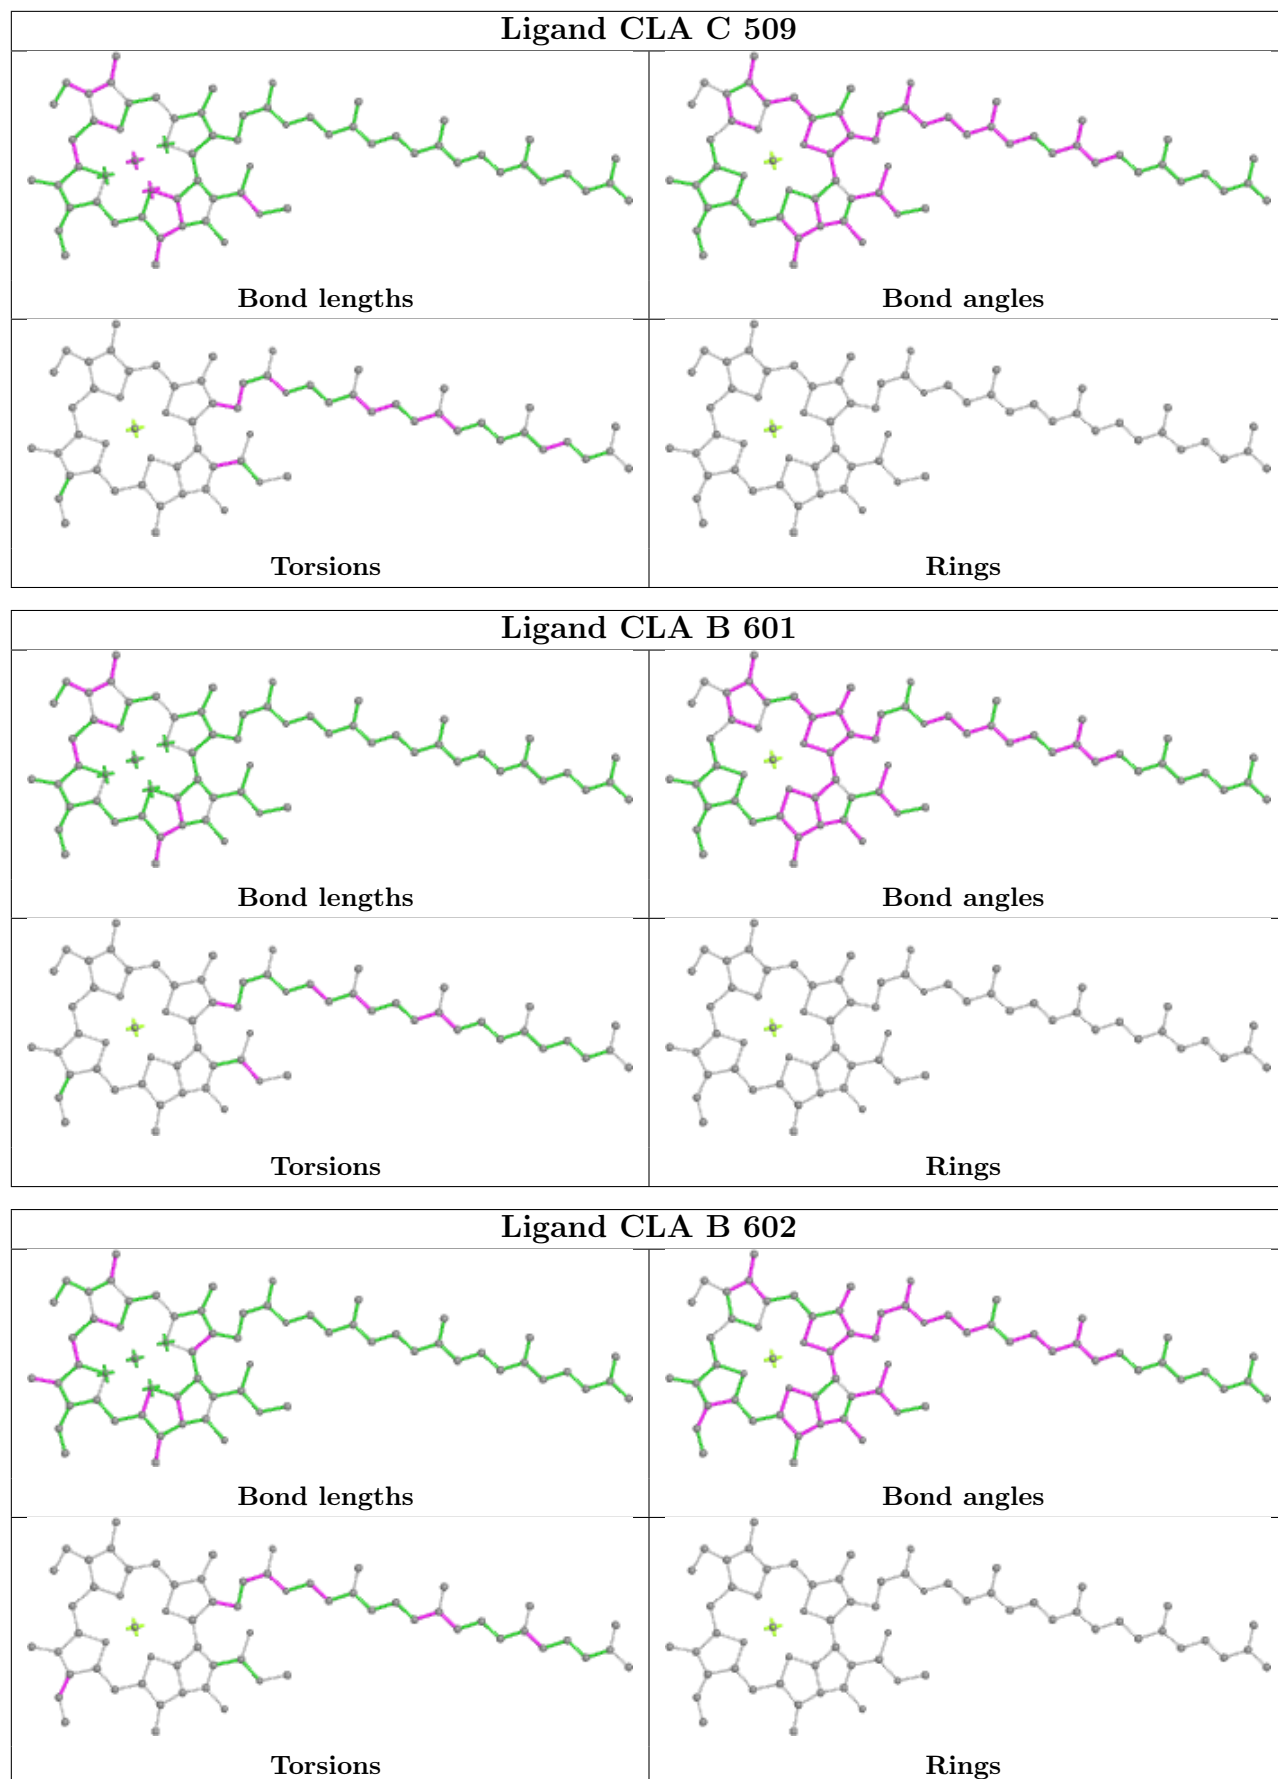 Ligand CLA C 509
Bond lengths
Bond angles
Torsions
Rings
Ligand CLA B 601
Bond lengths
Bond angles
Torsions
Rings
Ligand CLA B 602
Bond lengths
Bond angles
Torsions
Rings